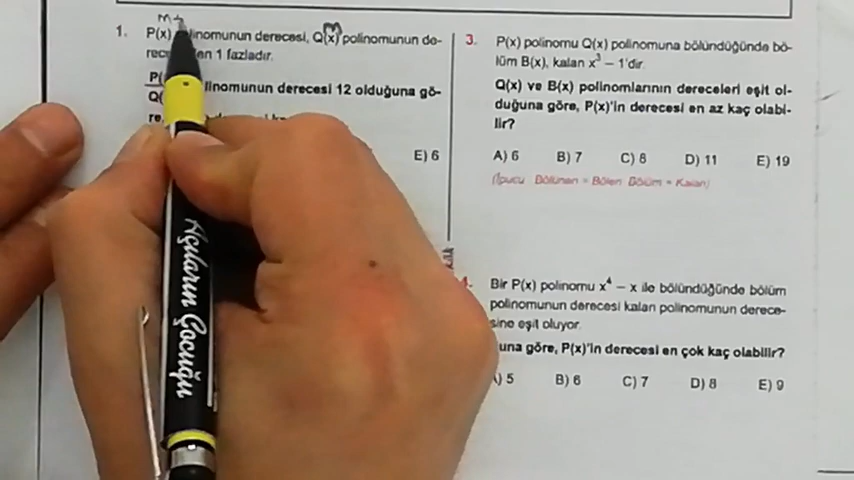 m+
m
1. P(x) polinomunun derecesi, Q(x) polinomunun de-
1 fazladır.
polinomunun derecesi 12 olduğuna gö-
re,
E) 6
Açıların Çocuğu
3. P(x) polinomu Q(x) polinomuna bölündüğünde bö-
lüm B(x), kalan x³ – 1'dir.
Q(x) ve B(x) polinomlarının dereceleri eşit ol-
duğuna göre, P(x)'in derecesi en az kaç olabi-
lir?
A) 6 B) 7 C) 8 D) 11 E) 19
(İpucu Bölünen = Bölen Bölüm + Kalan)
Bir P(x) polinomu x⁴ – x ile bölündüğünde bölüm
polinomunun derecesi kalan polinomunun derece-
sine eşit oluyor.
una göre, P(x)'in derecesi en çok kaç olabilir?
A) 5 B) 6 C) 7 D) 8 E) 9